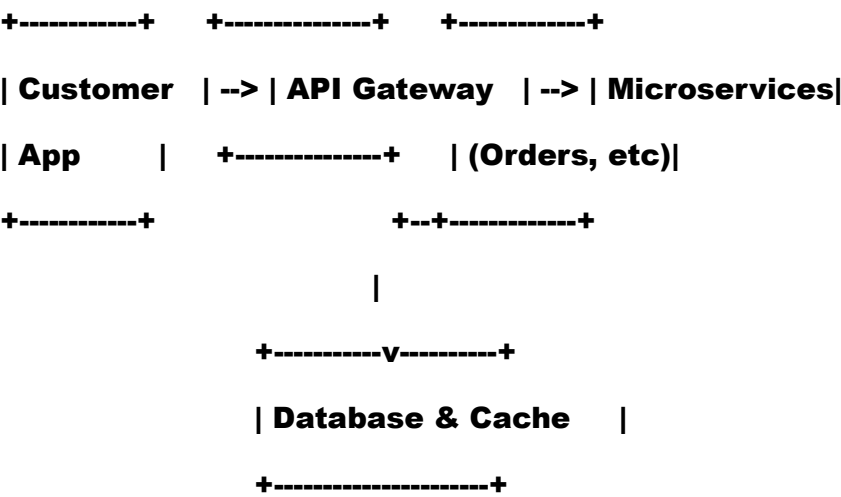 +------------+ +---------------+ +-------------+
| Customer | --> | API Gateway | --> | Microservices|
| App | +---------------+ | (Orders, etc)|
+------------+ +--+-------------+
|
+-----------v----------+
| Database & Cache |
+----------------------+